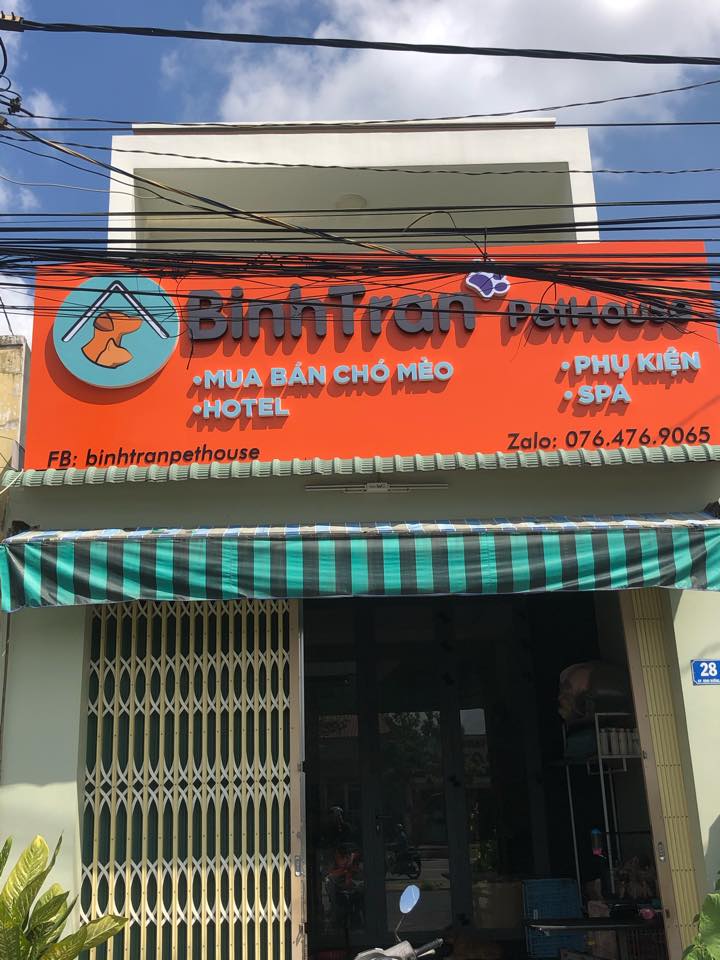 BinhTran PetHouse
•MUA BÁN CHÓ MÈO
•HOTEL
•PHỤ KIỆN
•SPA
FB: binhtranpethouse
Zalo: 076.476.9065
28